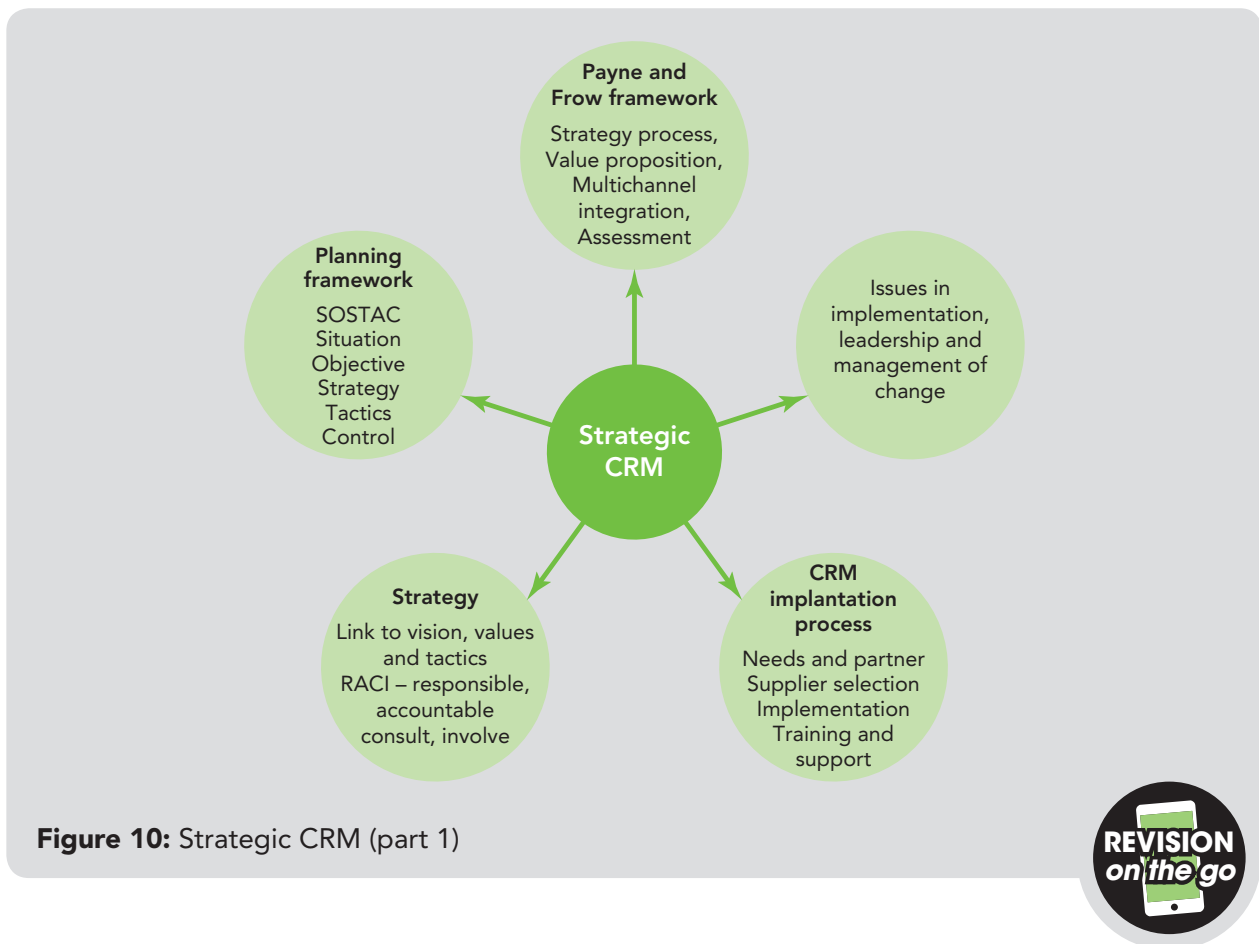 Payne and
Frow framework
Strategy process,
Value proposition,
Multichannel
integration,
Assessment
Planning
framework
SOSTAC
Situation
Objective
Strategy
Tactics
Control
Issues in
implementation,
leadership and
management of
change
Strategic
CRM
Strategy
Link to vision, values
and tactics
RACI – responsible,
accountable
consult, involve
CRM
implantation
process
Needs and partner
Supplier selection
Implementation
Training and
support
Figure 10: Strategic CRM (part 1)
REVISION
on the go